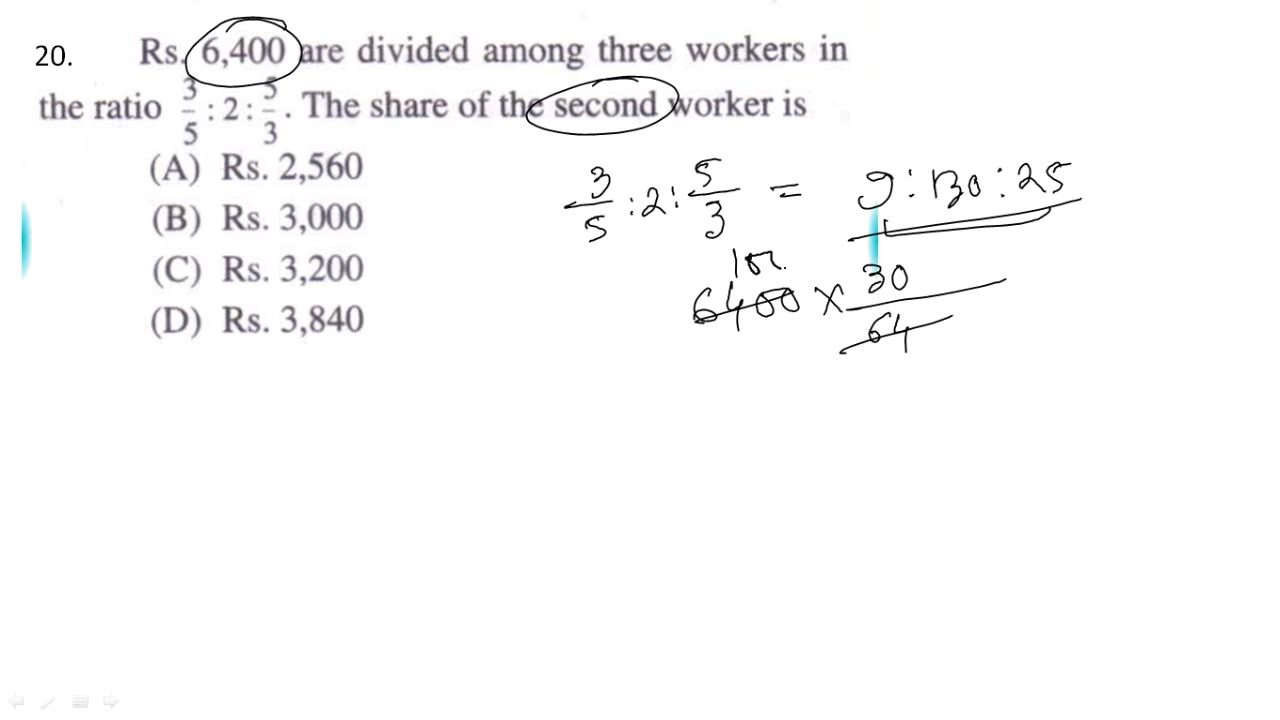 20. Rs. 6,400 are divided among three workers in
the ratio 3/5 : 2 : 5/3 . The share of the second worker is
(A) Rs. 2,560
(B) Rs. 3,000
(C) Rs. 3,200
(D) Rs. 3,840
3/5 : 2 : 5/3 = 9 : 30 : 25
100
6400 × 30/64